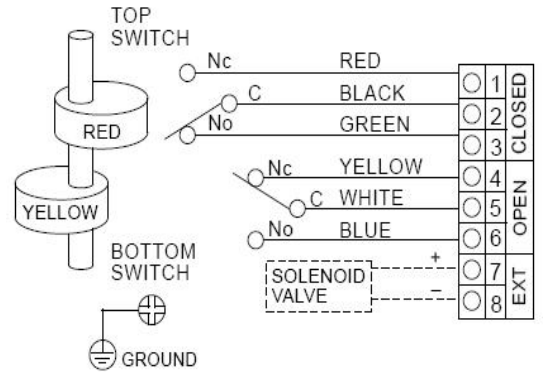 TOP
SWITCH
Nc RED
C BLACK
No GREEN
RED
Nc YELLOW
C WHITE
No BLUE
YELLOW
BOTTOM
SWITCH
SOLENOID
VALVE
+
−
GROUND
1
2
3
CLOSED
4
5
6
OPEN
7
8
EXT